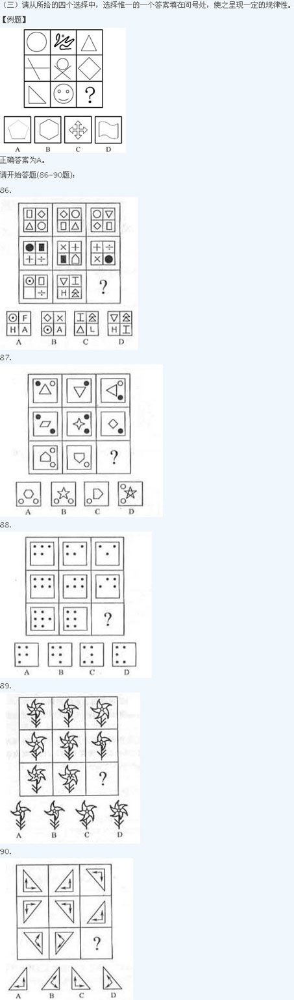 （三）请从所给的四个选择中，选择惟一的一个答案填在问号处，使之呈现一定的规律性。
【例题】
?
A B C D
正确答案为A。
请开始答题(86-90题)：
86.
× + + ÷
+ ÷ × 
÷ H ?
F × 
H A A L H
A B C D
87.
?
A B C D
88.
?
A B C D
89.
?
A B C D
90.
?
A B C D